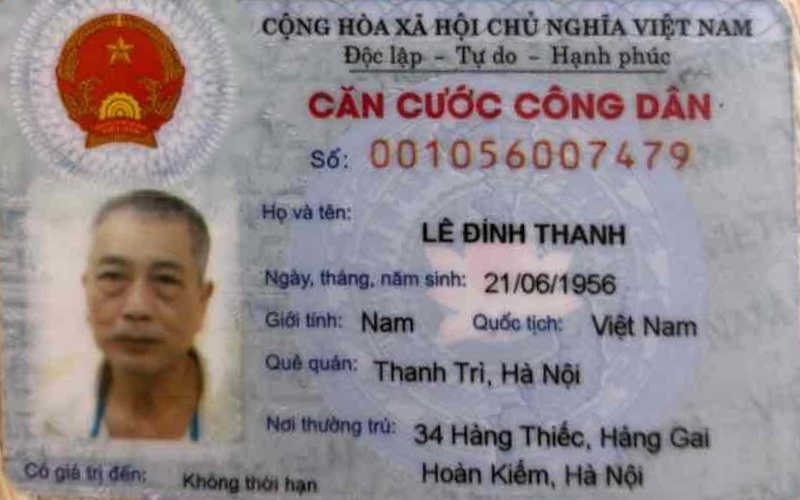 CỘNG HÒA XÃ HỘI CHỦ NGHĨA VIỆT NAM
Độc lập - Tự do - Hạnh phúc
CĂN CƯỚC CÔNG DÂN
Số: 001056007479
Họ và tên:
LÊ ĐÌNH THANH
Ngày, tháng, năm sinh: 21/06/1956
Giới tính: Nam Quốc tịch: Việt Nam
Quê quán: Thanh Trì, Hà Nội
Nơi thường trú: 34 Hàng Thiếc, Hàng Gai
Hoàn Kiếm, Hà Nội
Có giá trị đến: Không thời hạn